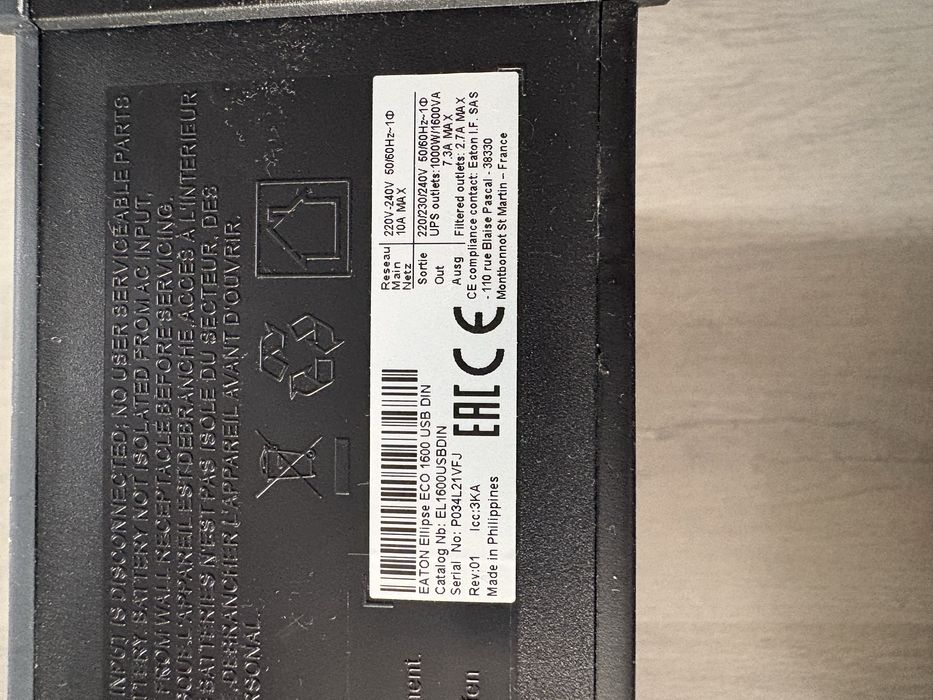 INPUT IS DISCONNECTED; NO USER SERVICEABLE PARTS
BATTERY. BATTERY NOT ISOLATED FROM AC INPUT.
FROM WALL RECEPTACLE BEFORE SERVICING.
L'APPAREIL EST DEBRANCHE, ACCES À L'INTERIEUR
BATTERIES N'EST PAS ISOLE DU SECTEUR, DES
DEBRANCHER L'APPAREIL AVANT D'OUVRIR.
EATON Ellipse ECO 1600 USB DIN
Catalog Nb: EL1600USBDIN
Serial No: P034L21VFJ
Rev:01 Icc:3KA
Made in Philippines
EAC CE
Reseau
Main
Netz
220V-240V 50/60Hz~1Φ
10A MAX
Sortie
Out
Ausg
220/230/240V 50/60Hz~1Φ
UPS outlets:1000W/1600VA
7.3A MAX
Filtered outlets: 2.7A MAX
CE compliance contact: Eaton I.F. SAS
- 110 rue Blaise Pascal - 38330
Montbonnot St Martin – France